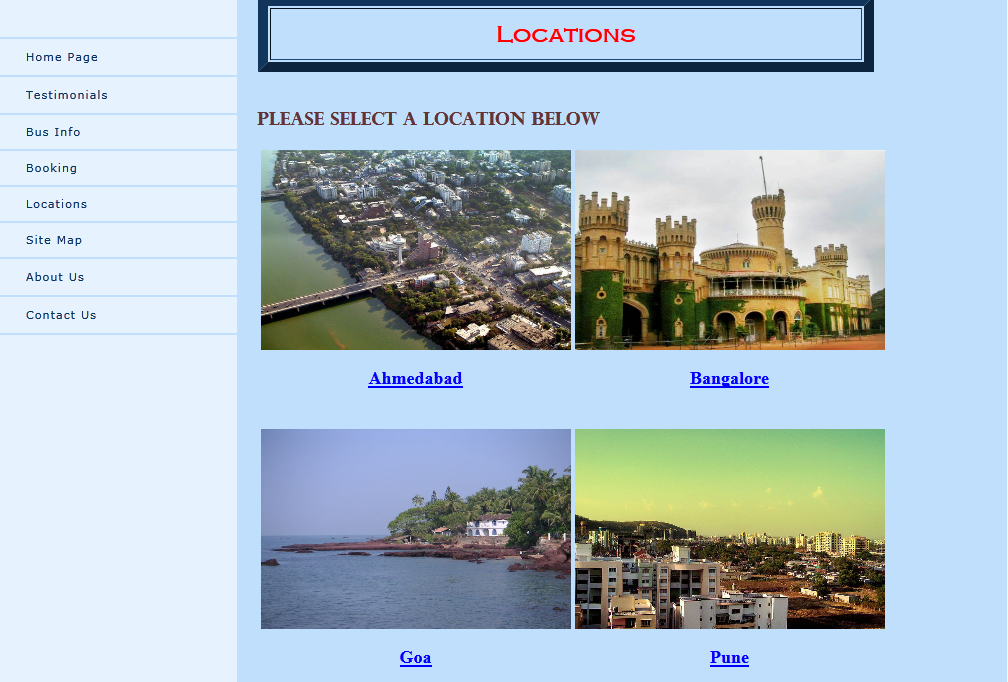 Locations
Home Page
Testimonials
Bus Info
Booking
Locations
Site Map
About Us
Contact Us
PLEASE SELECT A LOCATION BELOW
Ahmedabad
Bangalore
Goa
Pune